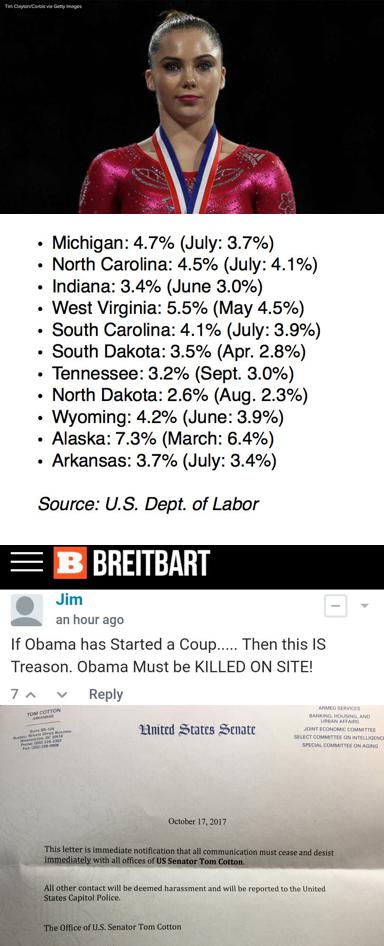 Tim Clayton/Corbis via Getty Images
• Michigan: 4.7% (July: 3.7%)
• North Carolina: 4.5% (July: 4.1%)
• Indiana: 3.4% (June 3.0%)
• West Virginia: 5.5% (May 4.5%)
• South Carolina: 4.1% (July: 3.9%)
• South Dakota: 3.5% (Apr. 2.8%)
• Tennessee: 3.2% (Sept. 3.0%)
• North Dakota: 2.6% (Aug. 2.3%)
• Wyoming: 4.2% (June: 3.9%)
• Alaska: 7.3% (March: 6.4%)
• Arkansas: 3.7% (July: 3.4%)
Source: U.S. Dept. of Labor
B BREITBART
Jim
an hour ago
If Obama has Started a Coup..... Then this IS
Treason. Obama Must be KILLED ON SITE!
7
Reply
TOM COTTON
ARKANSAS
United States Senate
ARMED SERVICES
BANKING, HOUSING, AND
URBAN AFFAIRS
JOINT ECONOMIC COMMITTEE
SELECT COMMITTEE ON INTELLIGENCE
SPECIAL COMMITTEE ON AGING
October 17, 2017
This letter is immediate notification that all communication must cease and desist
immediately with all offices of US Senator Tom Cotton.
All other contact will be deemed harassment and will be reported to the United
States Capitol Police.
The Office of U.S. Senator Tom Cotton